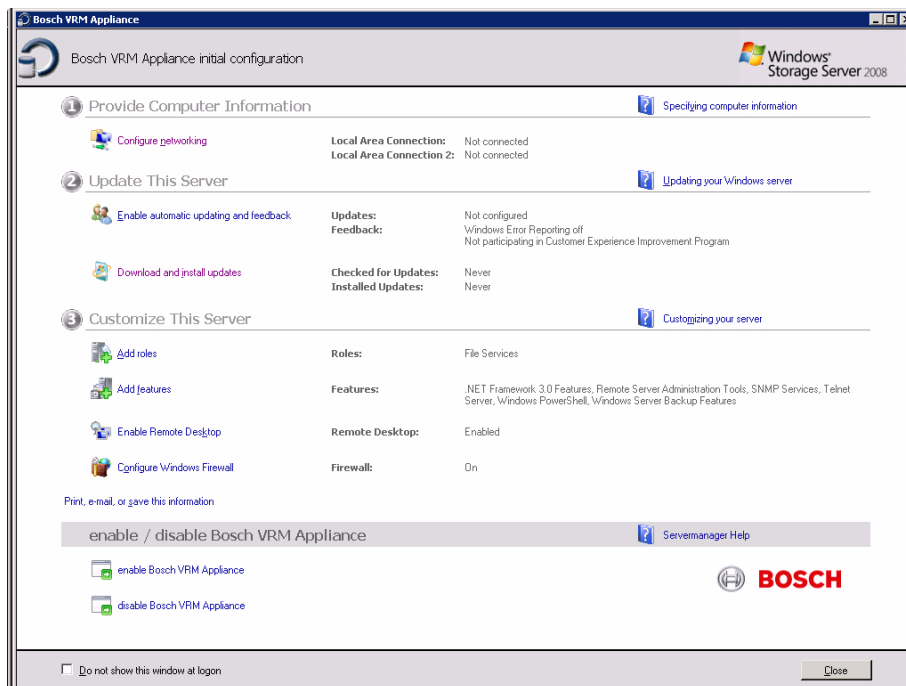 Bosch VRM Appliance
Bosch VRM Appliance initial configuration
Windows Storage Server 2008
1 Provide Computer Information
Specifying computer information
Configure networking
Local Area Connection: Not connected
Local Area Connection 2: Not connected
2 Update This Server
Updating your Windows server
Enable automatic updating and feedback
Updates: Not configured
Feedback: Windows Error Reporting off
Not participating in Customer Experience Improvement Program
Download and install updates
Checked for Updates: Never
Installed Updates: Never
3 Customize This Server
Customizing your server
Add roles
Roles: File Services
Add features
Features: .NET Framework 3.0 Features, Remote Server Administration Tools, SNMP Services, Telnet
Server, Windows PowerShell, Windows Server Backup Features
Enable Remote Desktop
Remote Desktop: Enabled
Configure Windows Firewall
Firewall: On
Print, e-mail, or save this information
enable / disable Bosch VRM Appliance
Servermanager Help
enable Bosch VRM Appliance
BOSCH
disable Bosch VRM Appliance
Do not show this window at logon
Close